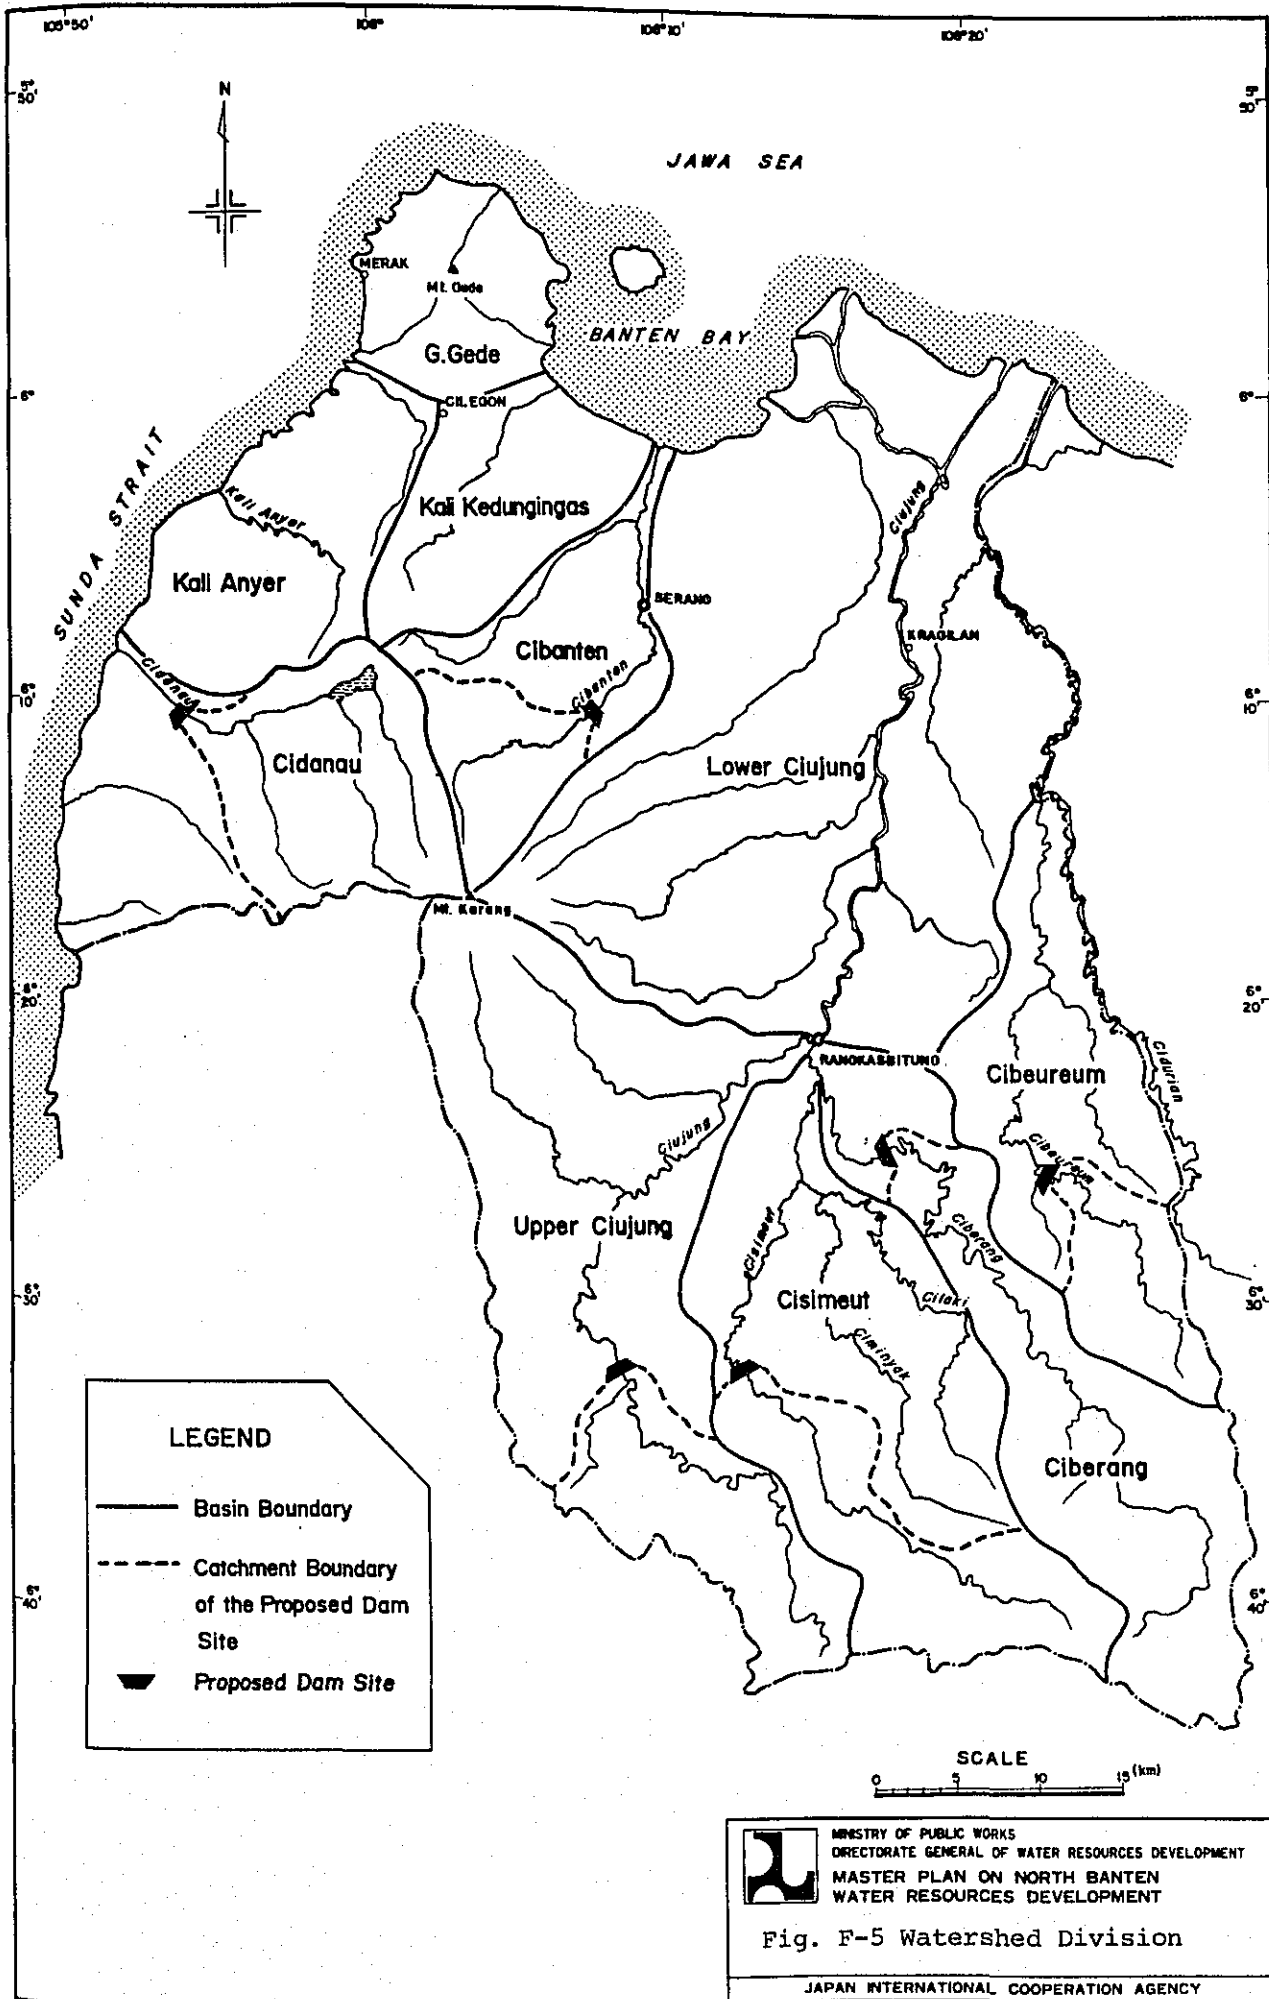 105°50'
106°
106°10'
106°20'
5°
50'
5°
50'
N
JAWA SEA
MERAK
Mt. Gede
BANTEN BAY
G.Gede
6°
CILEGON
6°
SUNDA STRAIT
Kali Anyer
Kali Kedungingas
Ciujung
Kali Anyer
SERANG
KRAGILAN
Cibanten
Cidanau
Cibanten
6°
10'
6°
10'
Cidanau
Lower Ciujung
Mt. Karang
6°
20'
6°
20'
RANGKASBITUNG
Cibeureum
Cidurian
Ciujung
Cibeureum
Upper Ciujung
Cisimeut
Ciberang
6°
30'
Cisimeut
Cilaki
6°
30'
Ciminyak
LEGEND
Ciberang
Basin Boundary
Catchment Boundary
of the Proposed Dam
Site
Proposed Dam Site
6°
40'
6°
40'
SCALE
0 5 10 15 (km)
MINISTRY OF PUBLIC WORKS
DIRECTORATE GENERAL OF WATER RESOURCES DEVELOPMENT
MASTER PLAN ON NORTH BANTEN
WATER RESOURCES DEVELOPMENT
Fig. F-5 Watershed Division
JAPAN INTERNATIONAL COOPERATION AGENCY